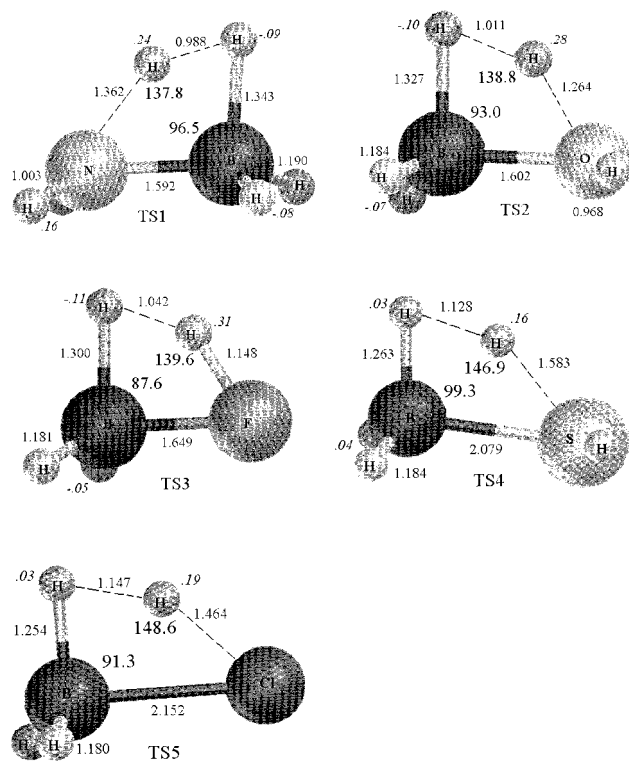 .24 0.988 -.09
H H
1.362 137.8 1.343
96.5
N B
1.003 1.592 1.190
H H H
.16 TS1 -.08
-.10 1.011 .28
H H
1.327 138.8 1.264
93.0
1.184 B O
H 1.602 H
-.07 TS2 0.968
-.11 1.042 .31
H H
1.300 139.6 1.148
87.6
1.181 F
H 1.649
-.05 TS3
.03 1.128 .16
H H
1.263 146.9 1.583
99.3
B S
.04 H 2.079 H
1.184 TS4
.03 1.147 .19
H H
1.254 148.6 1.464
91.3
B Cl
2.152
H H 1.180 TS5